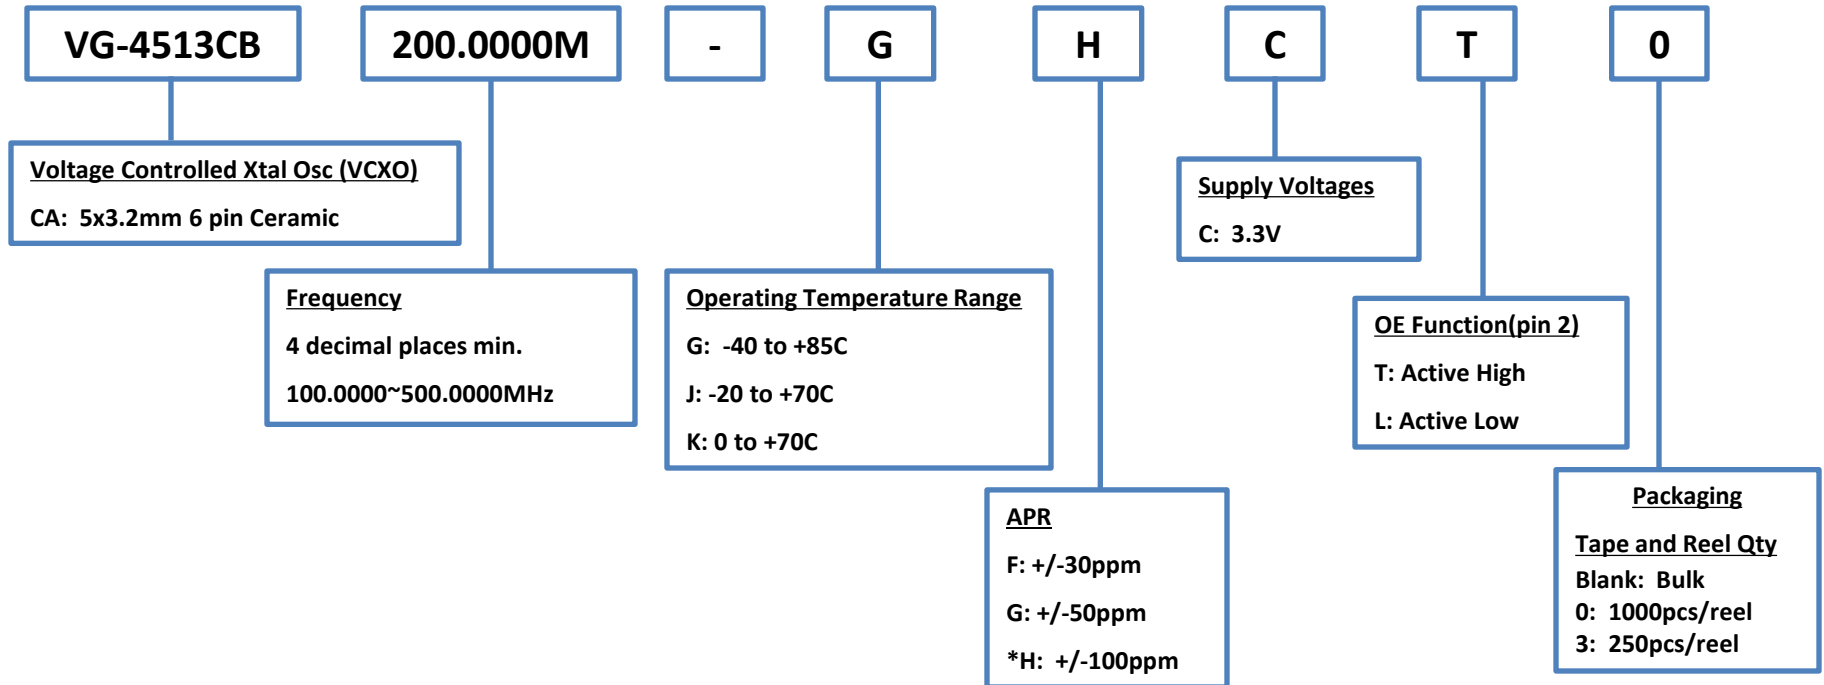 VG-4513CB 200.0000M - G H C T 0
Voltage Controlled Xtal Osc (VCXO)
CA: 5x3.2mm 6 pin Ceramic
Frequency
4 decimal places min.
100.0000~500.0000MHz
Operating Temperature Range
G: -40 to +85C
J: -20 to +70C
K: 0 to +70C
APR
F: +/-30ppm
G: +/-50ppm
*H: +/-100ppm
Supply Voltages
C: 3.3V
OE Function(pin 2)
T: Active High
L: Active Low
Packaging
Tape and Reel Qty
Blank: Bulk
0: 1000pcs/reel
3: 250pcs/reel